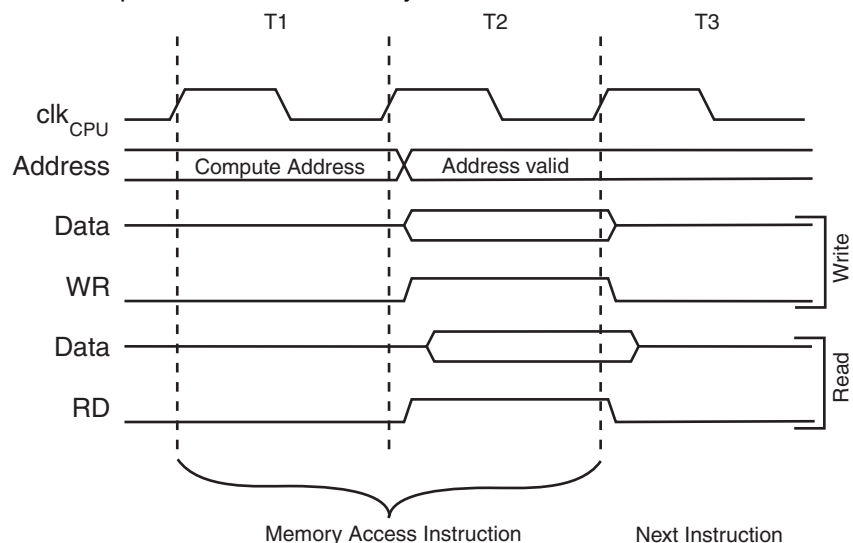 T1 T2 T3
clkCPU
Address Compute Address Address valid
Data
WR
Write
Data
RD
Read
Memory Access Instruction Next Instruction